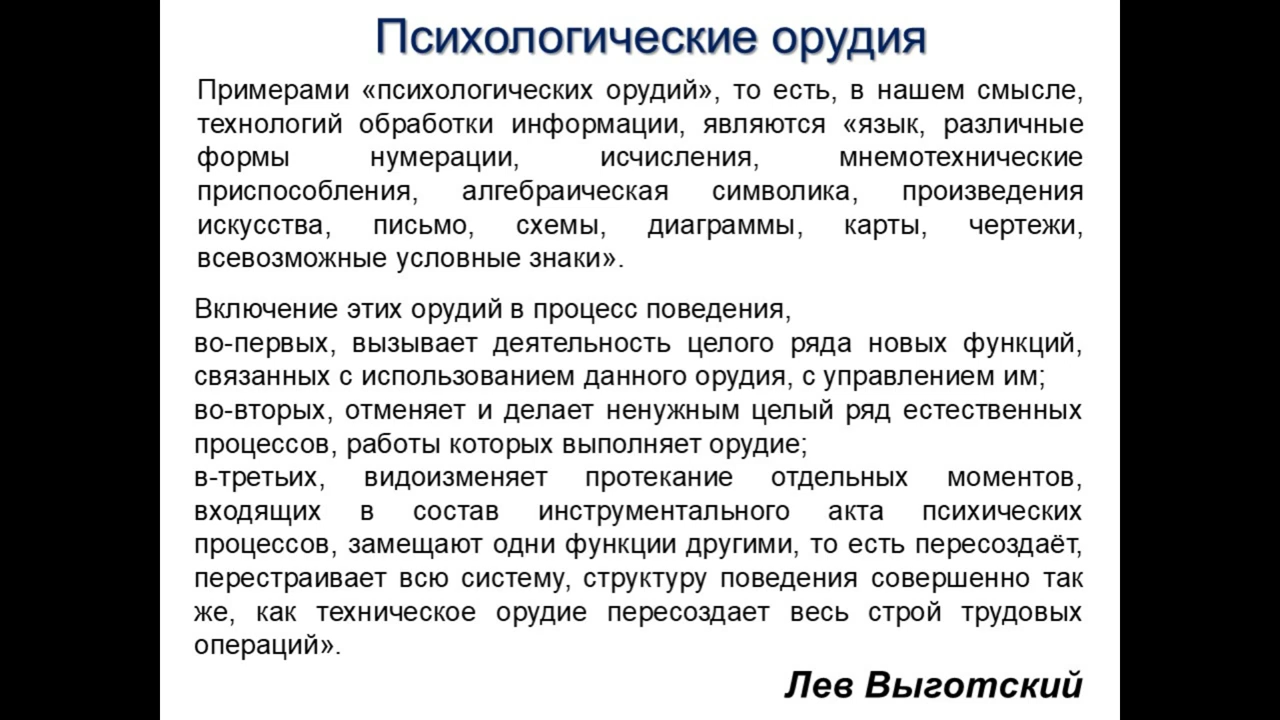 Психологические орудия
Примерами «психологических орудий», то есть, в нашем смысле,
технологий обработки информации, являются «язык, различные
формы нумерации, исчисления, мнемотехнические
приспособления, алгебраическая символика, произведения
искусства, письмо, схемы, диаграммы, карты, чертежи,
всевозможные условные знаки».
Включение этих орудий в процесс поведения,
во-первых, вызывает деятельность целого ряда новых функций,
связанных с использованием данного орудия, с управлением им;
во-вторых, отменяет и делает ненужным целый ряд естественных
процессов, работы которых выполняет орудие;
в-третьих, видоизменяет протекание отдельных моментов,
входящих в состав инструментального акта психических
процессов, замещают одни функции другими, то есть пересоздаёт,
перестраивает всю систему, структуру поведения совершенно так
же, как техническое орудие пересоздает весь строй трудовых
операций».
Лев Выготский